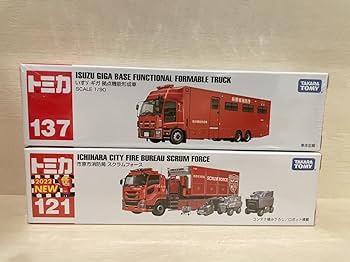 トミカ
ISUZU GIGA BASE FUNCTIONAL FORMABLE TRUCK
いすゞギガ 拠点機能形成車
SCALE 1/90
TAKARA TOMY
137
トミカ
ICHIHARA CITY FIRE BUREAU SCRUM FORCE
市原市消防局 スクラムフォース
TAKARA TOMY
2022
NEW
121
SCRUM FORCE